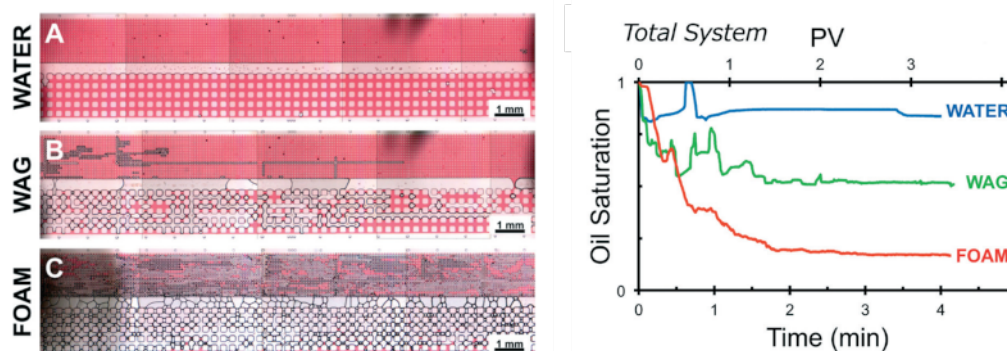 WATER
A
1 mm
WAG
B
1 mm
FOAM
C
1 mm
Total System
PV
0 1 2 3
1
Oil Saturation
0
WATER
WAG
FOAM
0 1 2 3 4
Time (min)